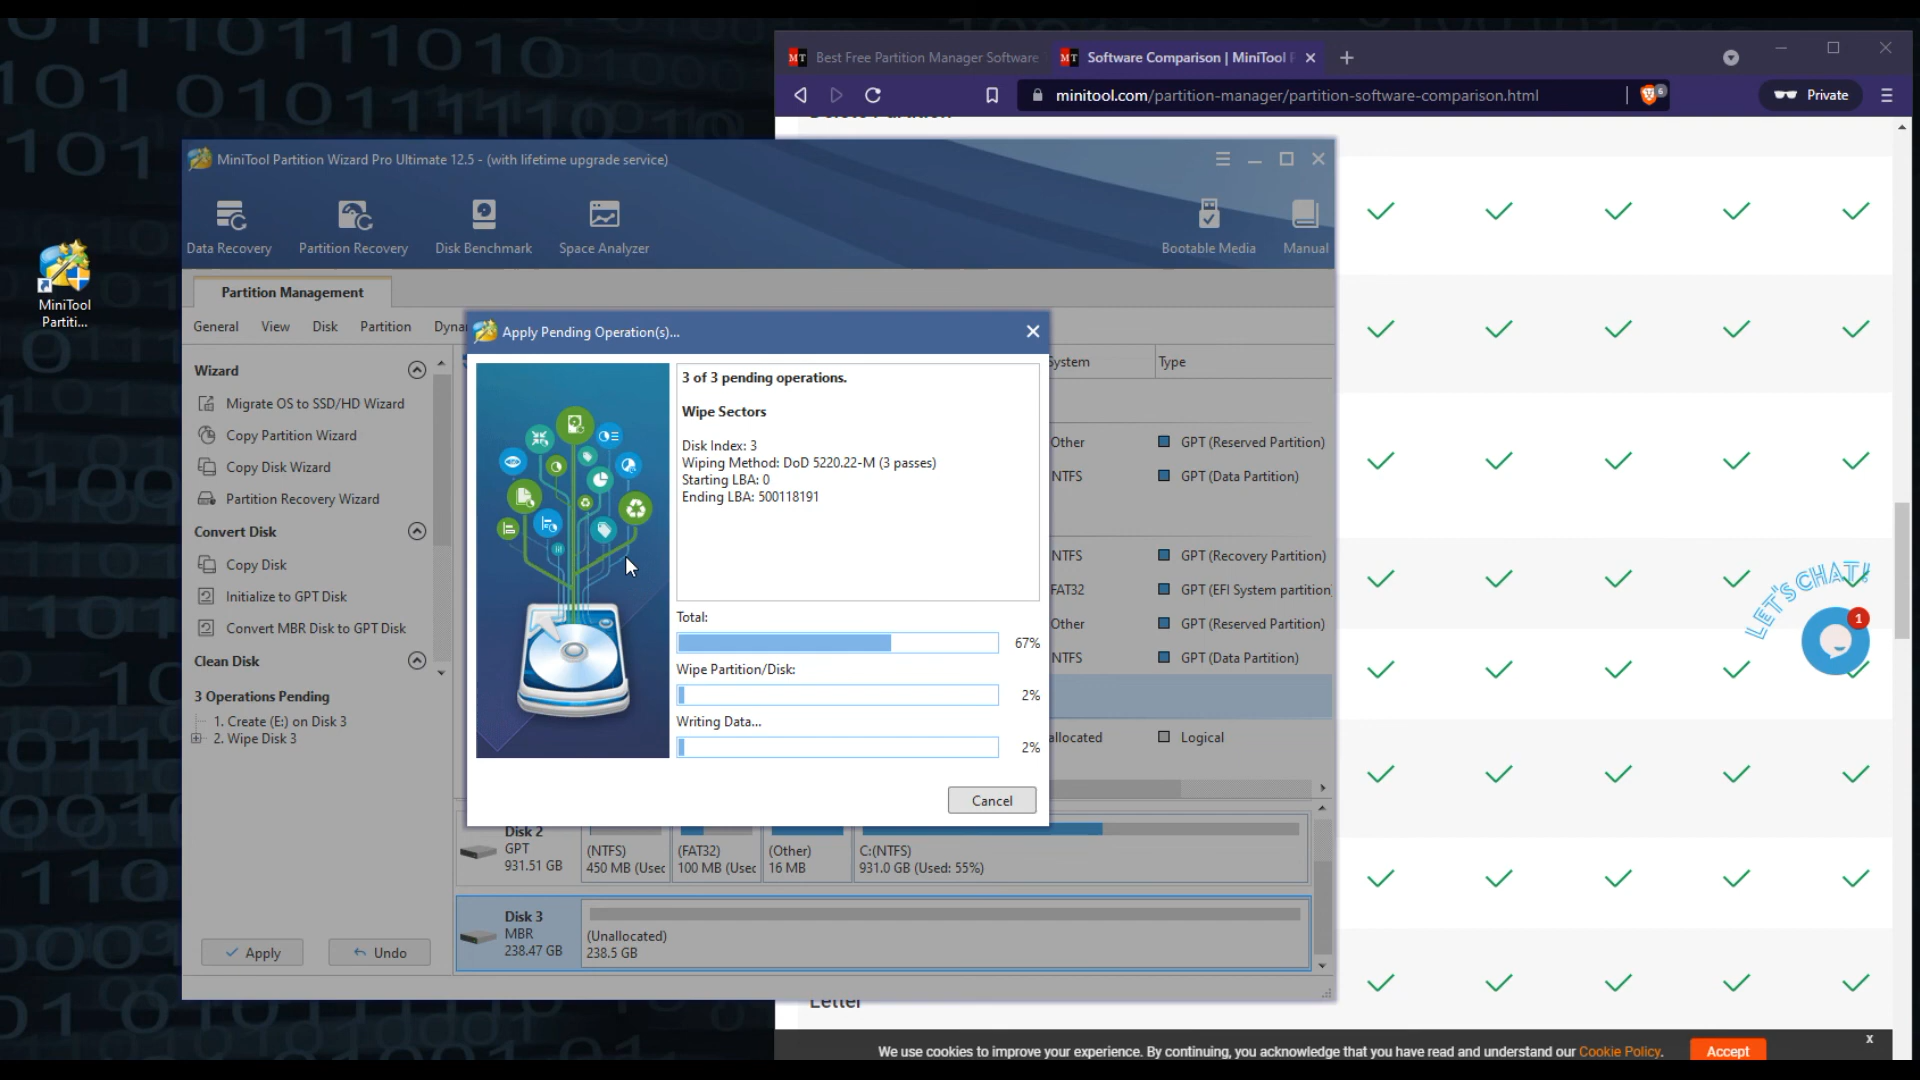 Best Free Partition Manager Software
Software Comparison | MiniTool P
minitool.com/partition-manager/partition-software-comparison.html
6
Private
Delete Partition
MiniTool Partition Wizard Pro Ultimate 12.5 - (with lifetime upgrade service)
Data Recovery
Partition Recovery
Disk Benchmark
Space Analyzer
Bootable Media
Manual
MiniTool
Partiti...
Partition Management
General
View
Disk
Partition
Dyna
Apply Pending Operation(s)...
System
Type
Wizard
Migrate OS to SSD/HD Wizard
Copy Partition Wizard
Copy Disk Wizard
Partition Recovery Wizard
Convert Disk
Copy Disk
Initialize to GPT Disk
Convert MBR Disk to GPT Disk
Clean Disk
3 Operations Pending
1. Create (E:) on Disk 3
2. Wipe Disk 3
Apply
Undo
3 of 3 pending operations.
Wipe Sectors
Disk Index: 3
Wiping Method: DoD 5220.22-M (3 passes)
Starting LBA: 0
Ending LBA: 500118191
Total:
67%
Wipe Partition/Disk:
2%
Writing Data...
2%
Cancel
Other
GPT (Reserved Partition)
NTFS
GPT (Data Partition)
NTFS
GPT (Recovery Partition)
FAT32
GPT (EFI System partition)
Other
GPT (Reserved Partition)
NTFS
GPT (Data Partition)
allocated
Logical
Disk 2
GPT
931.51 GB
(NTFS)
450 MB (Usec
(FAT32)
100 MB (Usec
(Other)
16 MB
C:(NTFS)
931.0 GB (Used: 55%)
Disk 3
MBR
238.47 GB
(Unallocated)
238.5 GB
LET'S CHAT!
1
Letter
We use cookies to improve your experience. By continuing, you acknowledge that you have read and understand our Cookie Policy.
Accept
x